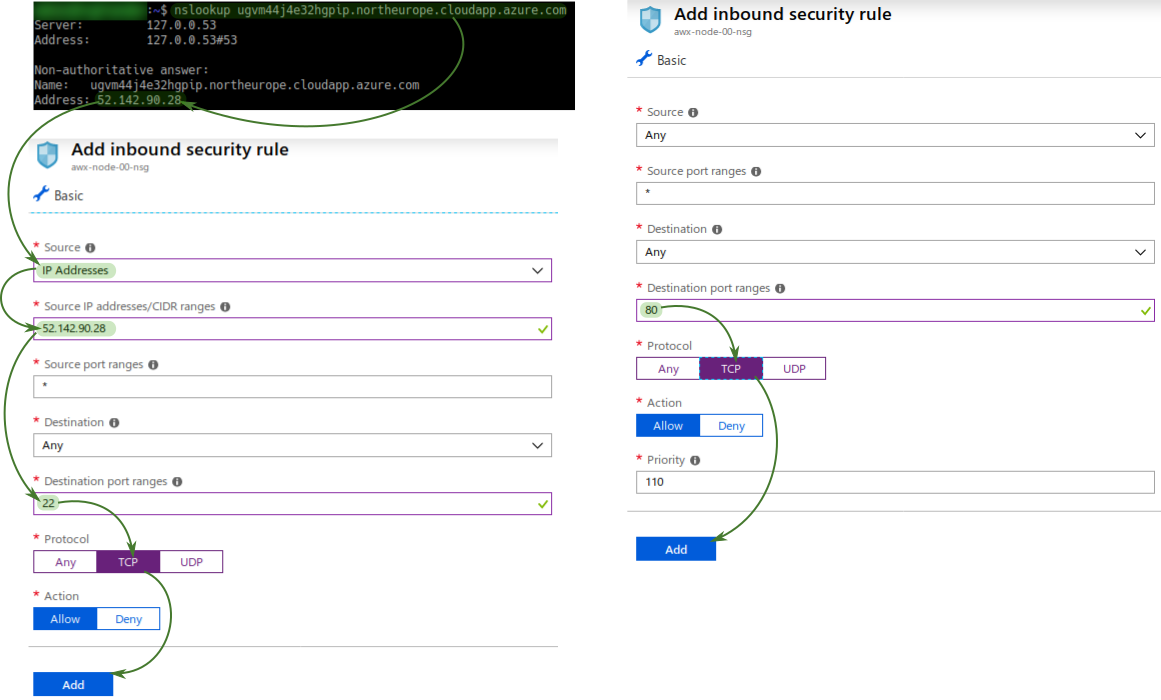 :~$ nslookup ugvm44j4e32hgpip.northeurope.cloudapp.azure.com
Server: 127.0.0.53
Address: 127.0.0.53#53
Non-authoritative answer:
Name: ugvm44j4e32hgpip.northeurope.cloudapp.azure.com
Address: 52.142.90.28
Add inbound security rule
awx-node-00-nsg
Basic
* Source
IP Addresses
* Source IP addresses/CIDR ranges
52.142.90.28
* Source port ranges
*
* Destination
Any
* Destination port ranges
22
* Protocol
Any TCP UDP
* Action
Allow Deny
Add
Add inbound security rule
awx-node-00-nsg
Basic
* Source
Any
* Source port ranges
*
* Destination
Any
* Destination port ranges
80
* Protocol
Any TCP UDP
* Action
Allow Deny
* Priority
110
Add